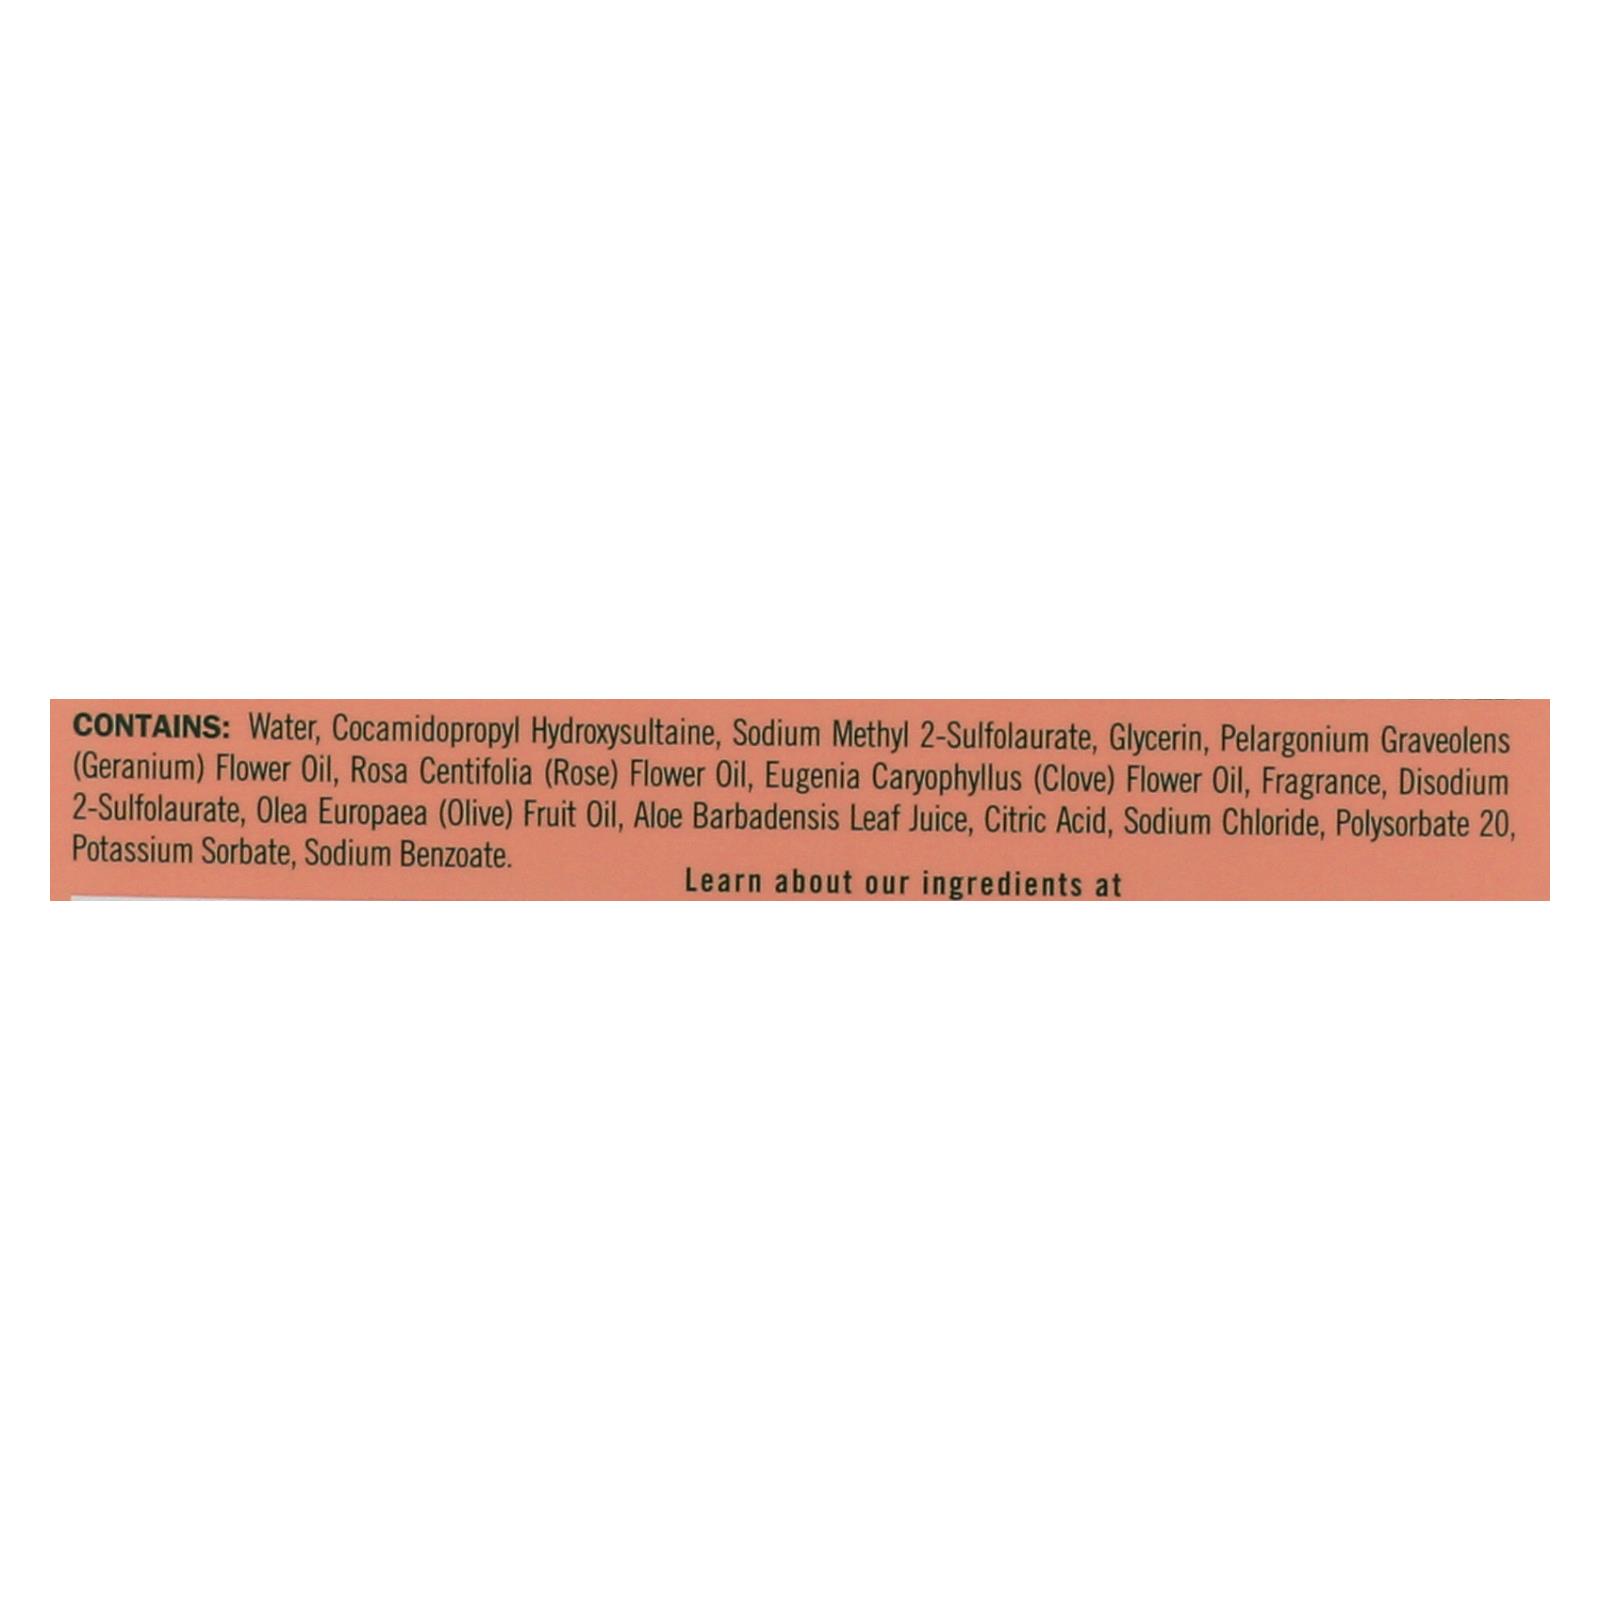 CONTAINS: Water, Cocamidopropyl Hydroxysultaine, Sodium Methyl 2-Sulfolaurate, Glycerin, Pelargonium Graveolens
(Geranium) Flower Oil, Rosa Centifolia (Rose) Flower Oil, Eugenia Caryophyllus (Clove) Flower Oil, Fragrance, Disodium
2-Sulfolaurate, Olea Europaea (Olive) Fruit Oil, Aloe Barbadensis Leaf Juice, Citric Acid, Sodium Chloride, Polysorbate 20,
Potassium Sorbate, Sodium Benzoate.
Learn about our ingredients at